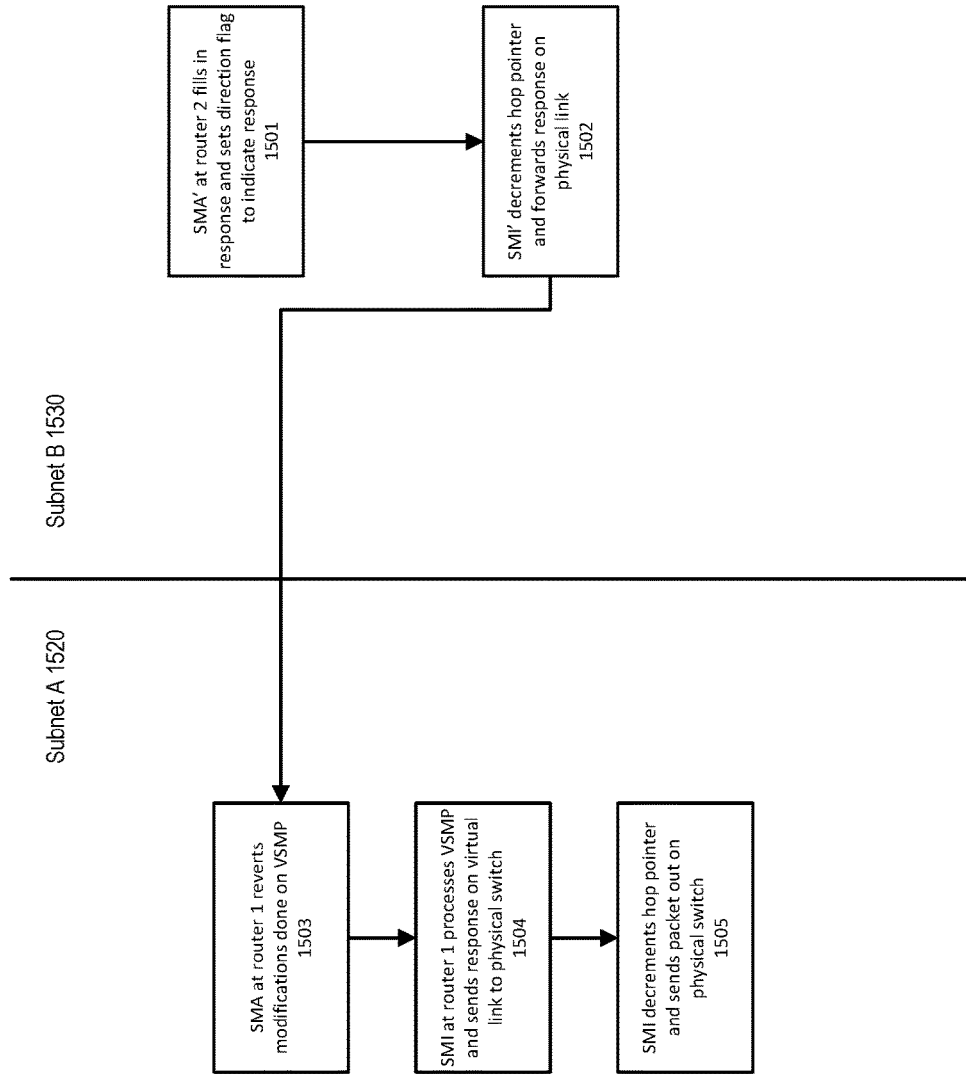 Subnet A 1520
Subnet B 1530
SMA' at router 2 fills in
response and sets direction flag
to indicate response
1501
SMI' decrements hop pointer
and forwards response on
physical link
1502
SMA at router 1 reverts
modifications done on VSMP
1503
SMI at router 1 processes VSMP
and sends response on virtual
link to physical switch
1504
SMI decrements hop pointer
and sends packet out on
physical switch
1505